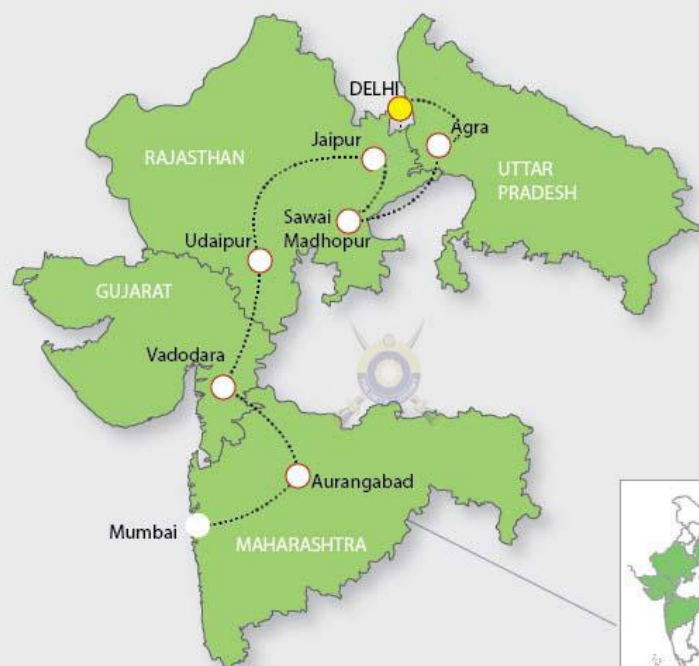 DELHI
Agra
Jaipur
RAJASTHAN
UTTAR
PRADESH
Sawai
Madhopur
Udaipur
GUJARAT
Vadodara
Aurangabad
Mumbai
MAHARASHTRA